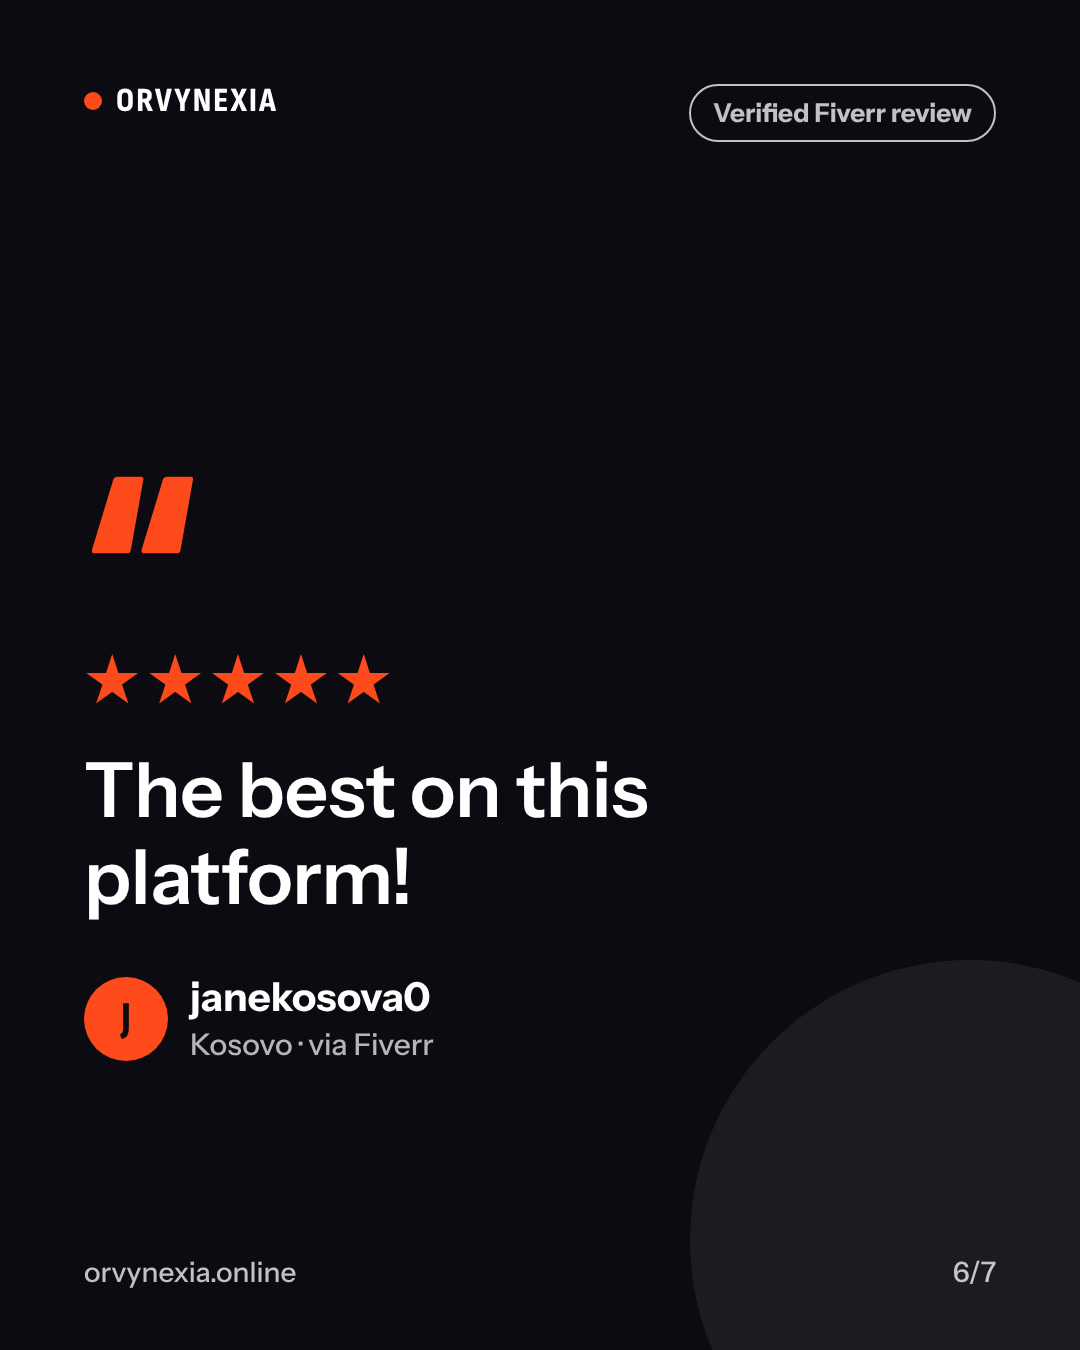 ORVYNEXIA
Verified Fiverr review
★★★★★
The best on this
platform!
J
janekosova0
Kosovo · via Fiverr
orvynexia.online
6/7